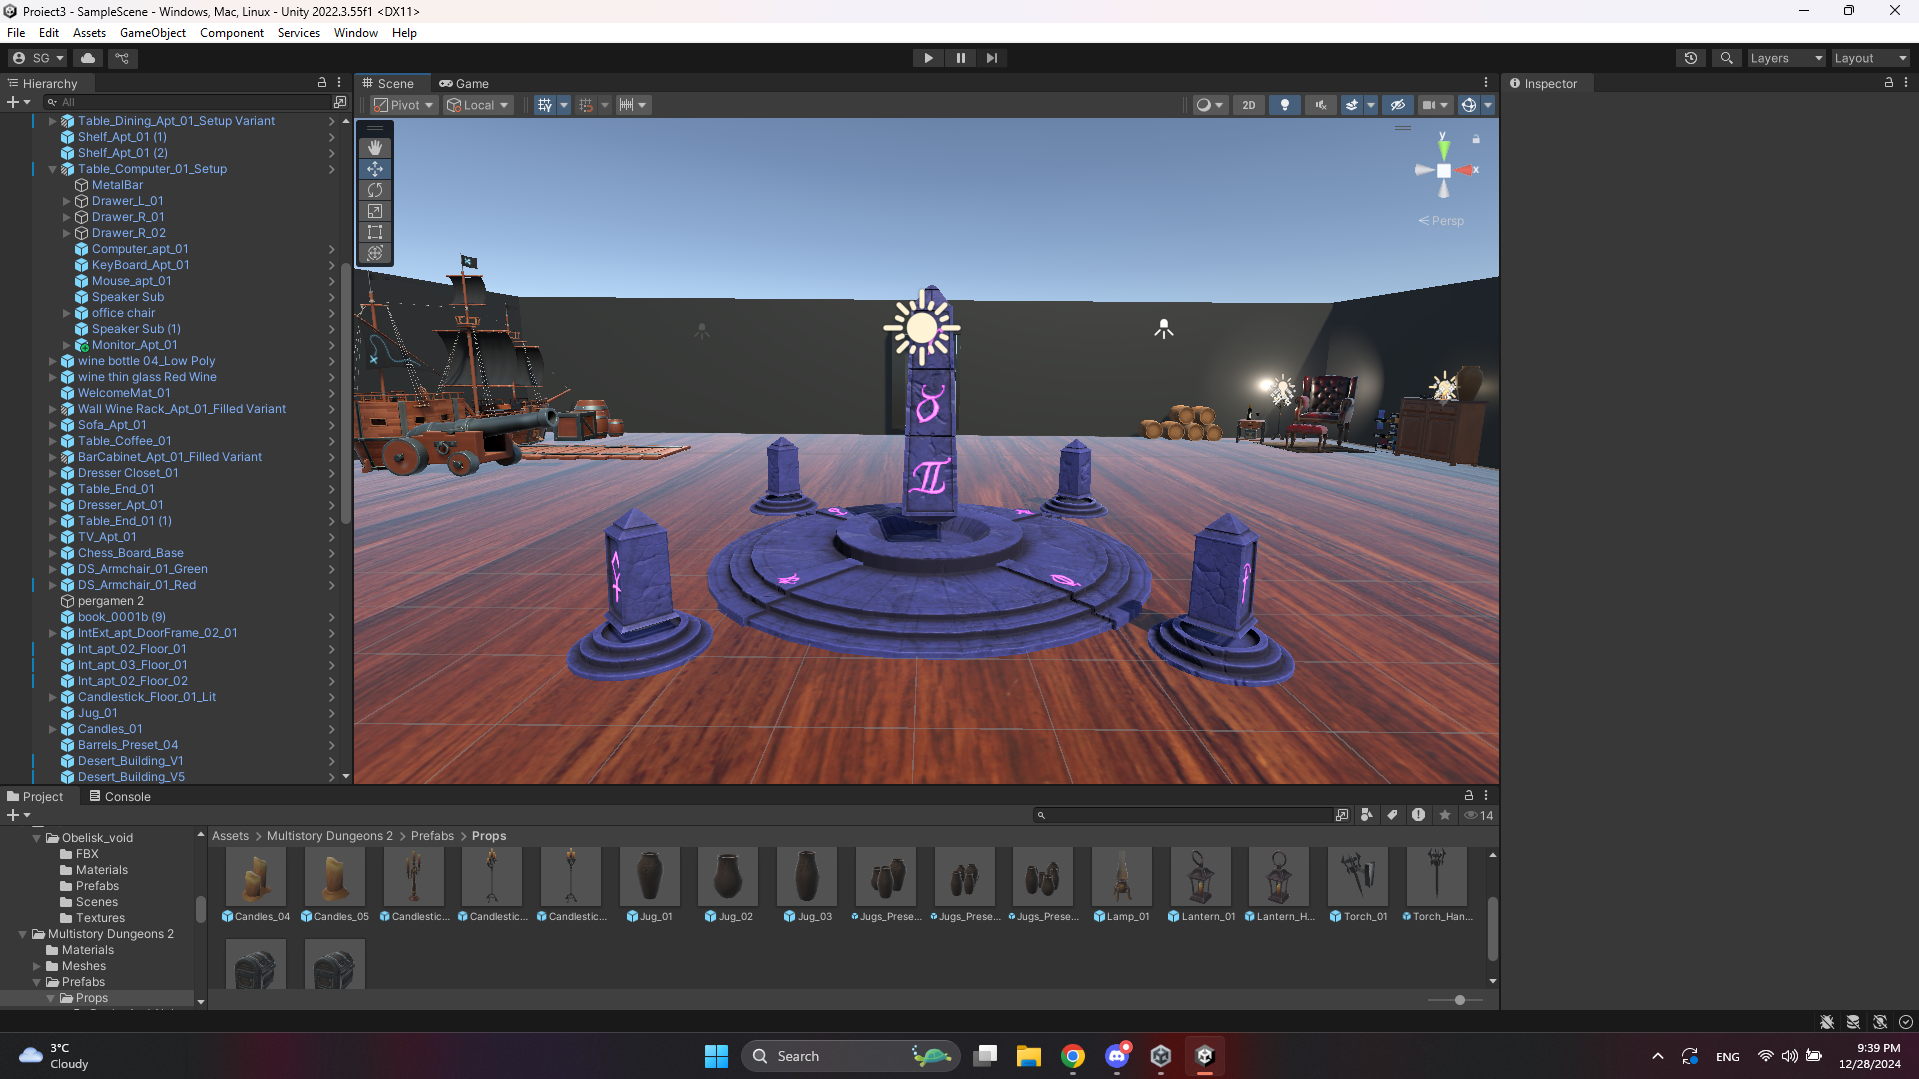 Proiect3 - SampleScene - Windows, Mac, Linux - Unity 2022.3.55f1 <DX11>
File Edit Assets GameObject Component Services Window Help
SG
Layers
Layout
Hierarchy
All
Table_Dining_Apt_01_Setup Variant
Shelf_Apt_01 (1)
Shelf_Apt_01 (2)
Table_Computer_01_Setup
MetalBar
Drawer_L_01
Drawer_R_01
Drawer_R_02
Computer_apt_01
KeyBoard_Apt_01
Mouse_apt_01
Speaker Sub
office chair
Speaker Sub (1)
Monitor_Apt_01
wine bottle 04_Low Poly
wine thin glass Red Wine
WelcomeMat_01
Wall Wine Rack_Apt_01_Filled Variant
Sofa_Apt_01
Table_Coffee_01
BarCabinet_Apt_01_Filled Variant
Dresser Closet_01
Table_End_01
Dresser_Apt_01
Table_End_01 (1)
TV_Apt_01
Chess_Board_Base
DS_Armchair_01_Green
DS_Armchair_01_Red
pergamen 2
book_0001b (9)
IntExt_apt_DoorFrame_02_01
Int_apt_02_Floor_01
Int_apt_03_Floor_01
Int_apt_02_Floor_02
Candlestick_Floor_01_Lit
Jug_01
Candles_01
Barrels_Preset_04
Desert_Building_V1
Desert_Building_V5
Scene Game
Pivot Local
2D
y
x
Persp
Inspector
Project Console
14
Obelisk_void
FBX
Materials
Prefabs
Scenes
Textures
Multistory Dungeons 2
Materials
Meshes
Prefabs
Props
Assets > Multistory Dungeons 2 > Prefabs > Props
Candles_04 Candles_05 Candlestic... Candlestic... Candlestic... Jug_01 Jug_02 Jug_03 Jugs_Prese... Jugs_Prese... Jugs_Prese... Lamp_01 Lantern_01 Lantern_H... Torch_01 Torch_Han...
3°C
Cloudy
Search
ENG
9:39 PM
12/28/2024